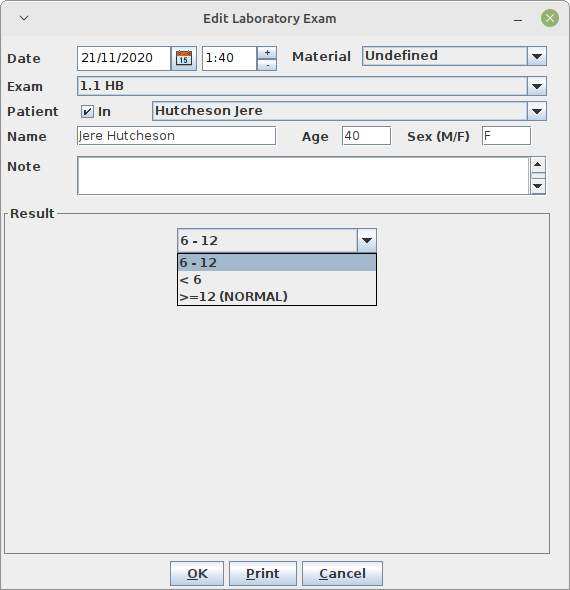 Edit Laboratory Exam
Date 21/11/2020 15 1:40 + - Material Undefined
Exam 1.1 HB
Patient In Hutcheson Jere
Name Jere Hutcheson Age 40 Sex (M/F) F
Note
Result
6 - 12
6 - 12
< 6
>=12 (NORMAL)
OK Print Cancel